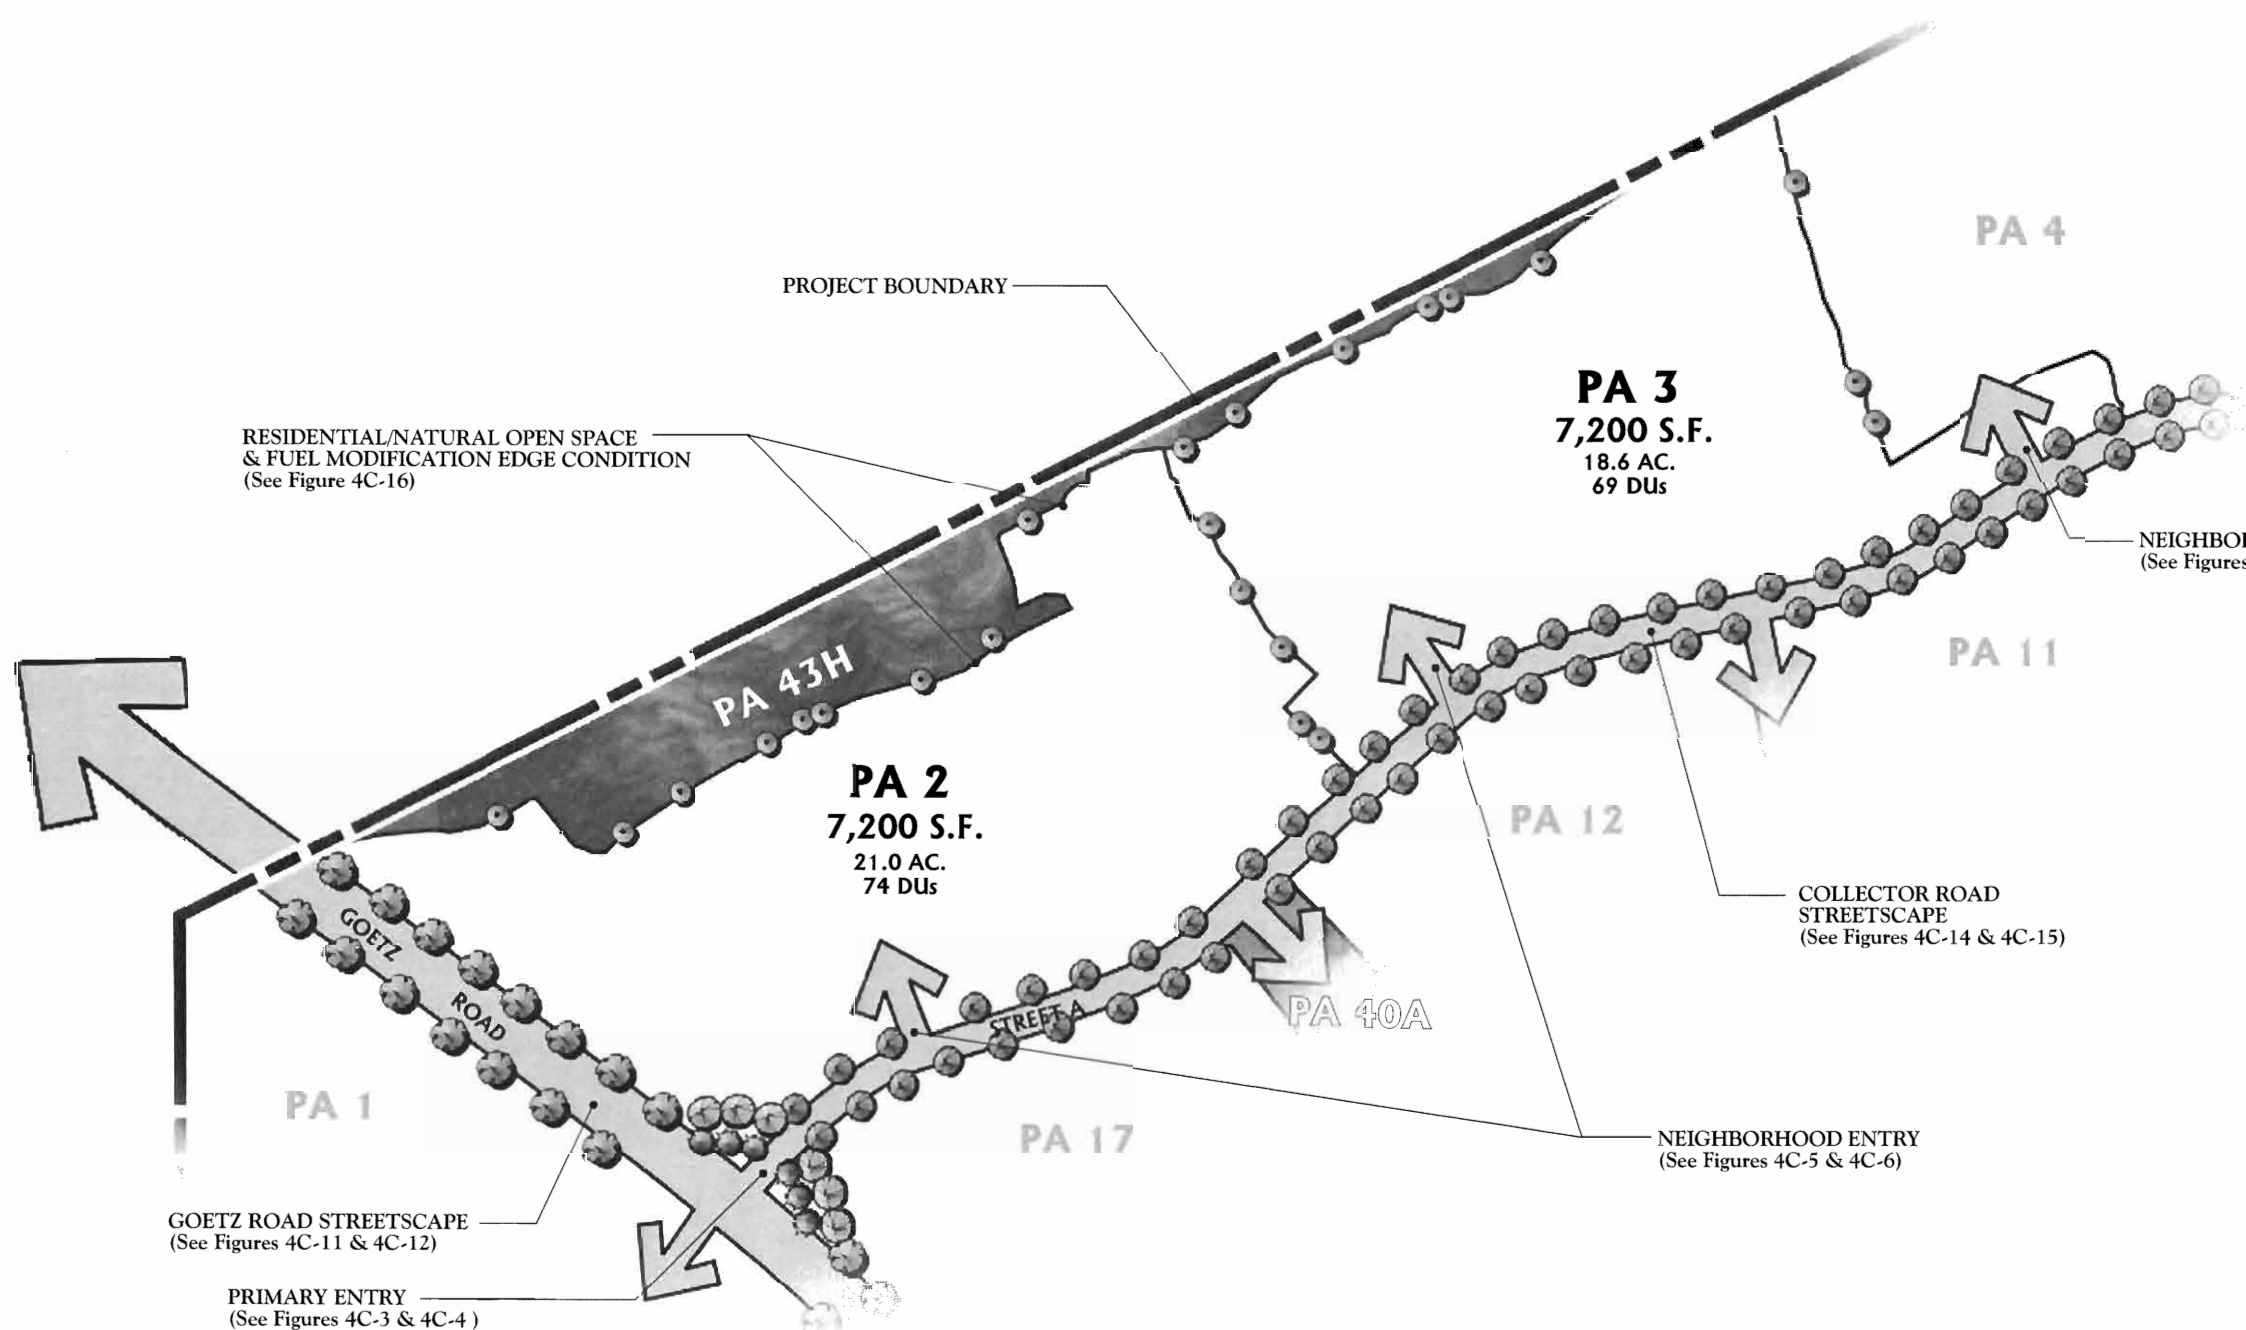 PA 4
PROJECT BOUNDARY
PA 3
7,200 S.F.
18.6 AC.
69 DUs
RESIDENTIAL/NATURAL OPEN SPACE
& FUEL MODIFICATION EDGE CONDITION
(See Figure 4C-16)
(See Figures
PA 11
PA 43H
PA 2
7,200 S.F.
21.0 AC.
74 DUs
PA 12
COLLECTOR ROAD
STREETSCAPE
(See Figures 4C-14 & 4C-15)
GOETZ
ROAD
STREET A
PA 40A
PA 1
PA 17
NEIGHBORHOOD ENTRY
(See Figures 4C-5 & 4C-6)
GOETZ ROAD STREETSCAPE
(See Figures 4C-11 & 4C-12)
PRIMARY ENTRY
(See Figures 4C-3 & 4C-4 )